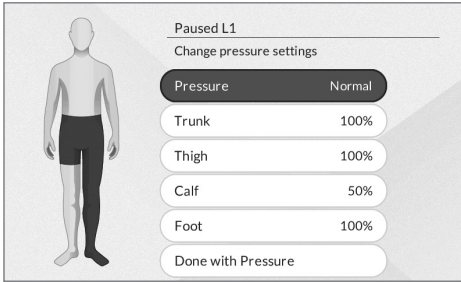 Paused L1
Change pressure settings
Pressure Normal
Trunk 100%
Thigh 100%
Calf 50%
Foot 100%
Done with Pressure